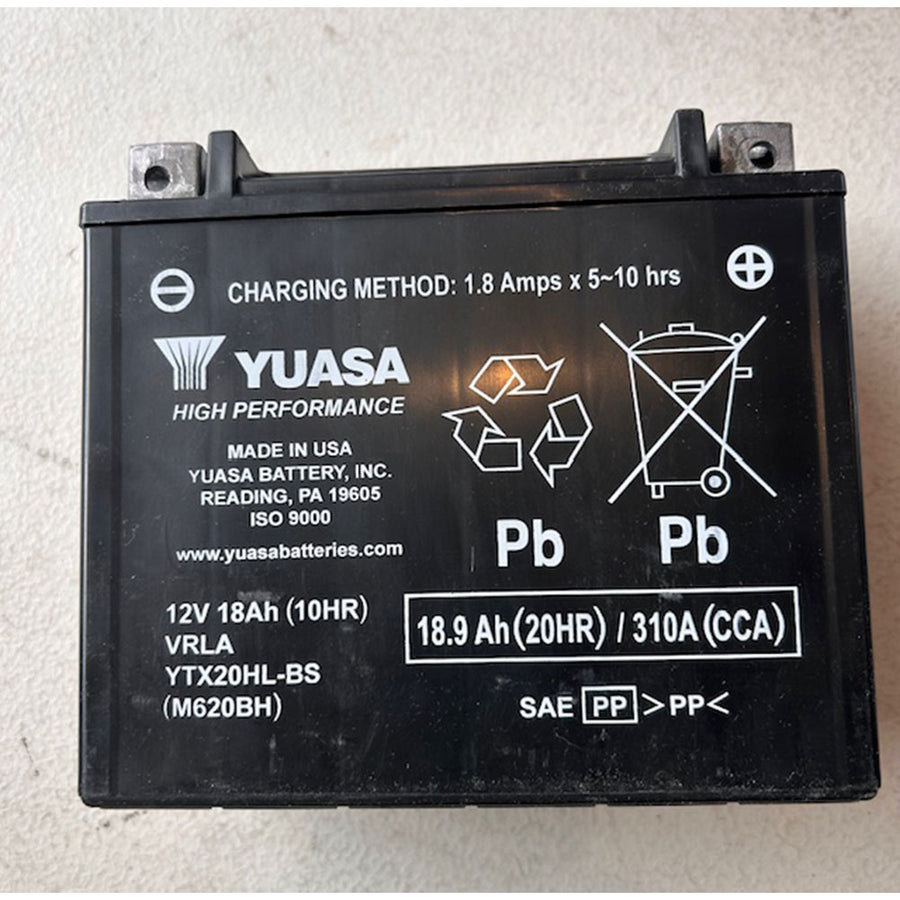 CHARGING METHOD: 1.8 Amps x 5~10 hrs
YUASA
HIGH PERFORMANCE
MADE IN USA
YUASA BATTERY, INC.
READING, PA 19605
ISO 9000
www.yuasabatteries.com
Pb
Pb
12V 18Ah (10HR)
VRLA
YTX20HL-BS
(M620BH)
18.9 Ah (20HR) / 310A (CCA)
SAE PP >PP<